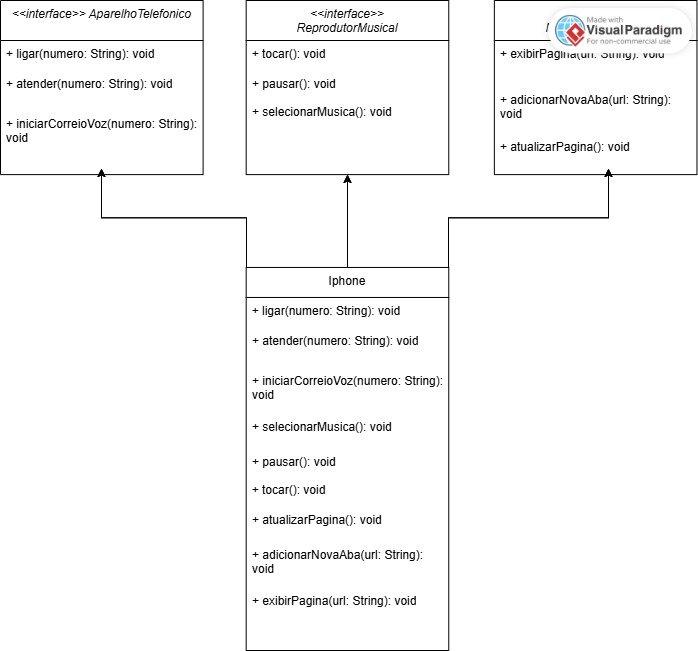 <<interface>> AparelhoTelefonico
+ ligar(numero: String): void
+ atender(numero: String): void
+ iniciarCorreioVoz(numero: String):
void
<<interface>>
ReprodutorMusical
+ tocar(): void
+ pausar(): void
+ selecionarMusica(): void
Made with
VisualParadigm
For non-commercial use
+ exibirPagina(url: String): void
+ adicionarNovaAba(url: String):
void
+ atualizarPagina(): void
Iphone
+ ligar(numero: String): void
+ atender(numero: String): void
+ iniciarCorreioVoz(numero: String):
void
+ selecionarMusica(): void
+ pausar(): void
+ tocar(): void
+ atualizarPagina(): void
+ adicionarNovaAba(url: String):
void
+ exibirPagina(url: String): void